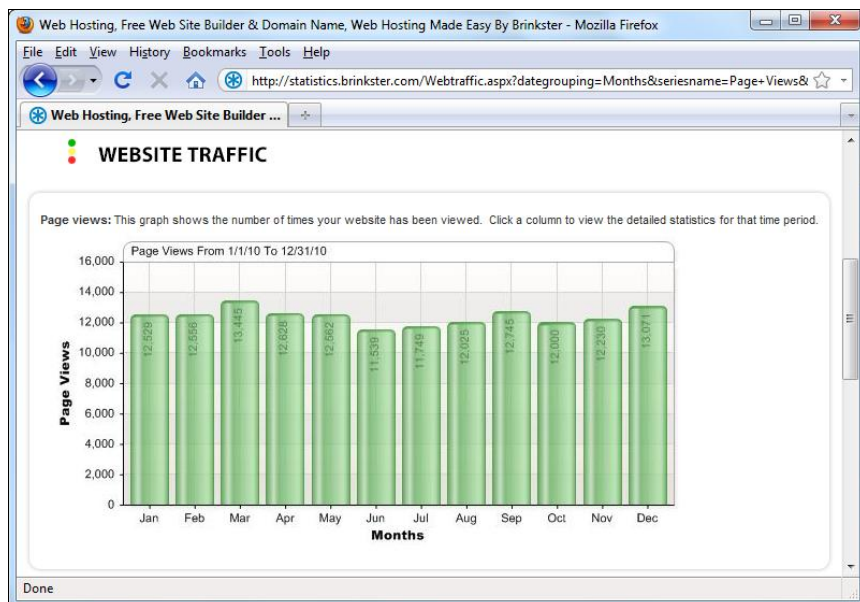 Web Hosting, Free Web Site Builder & Domain Name, Web Hosting Made Easy By Brinkster - Mozilla Firefox
File Edit View History Bookmarks Tools Help
http://statistics.brinkster.com/Webtraffic.aspx?dategrouping=Months&seriesname=Page+Views&
Web Hosting, Free Web Site Builder ...
WEBSITE TRAFFIC
Page views: This graph shows the number of times your website has been viewed. Click a column to view the detailed statistics for that time period.
Page Views From 1/1/10 To 12/31/10
16,000
14,000
12,000
10,000
8,000
6,000
4,000
2,000
0
Page Views
12,529 12,556 13,445 12,628 12,562 11,539 11,749 12,025 12,745 12,000 12,230 13,071
Jan Feb Mar Apr May Jun Jul Aug Sep Oct Nov Dec
Months
Done